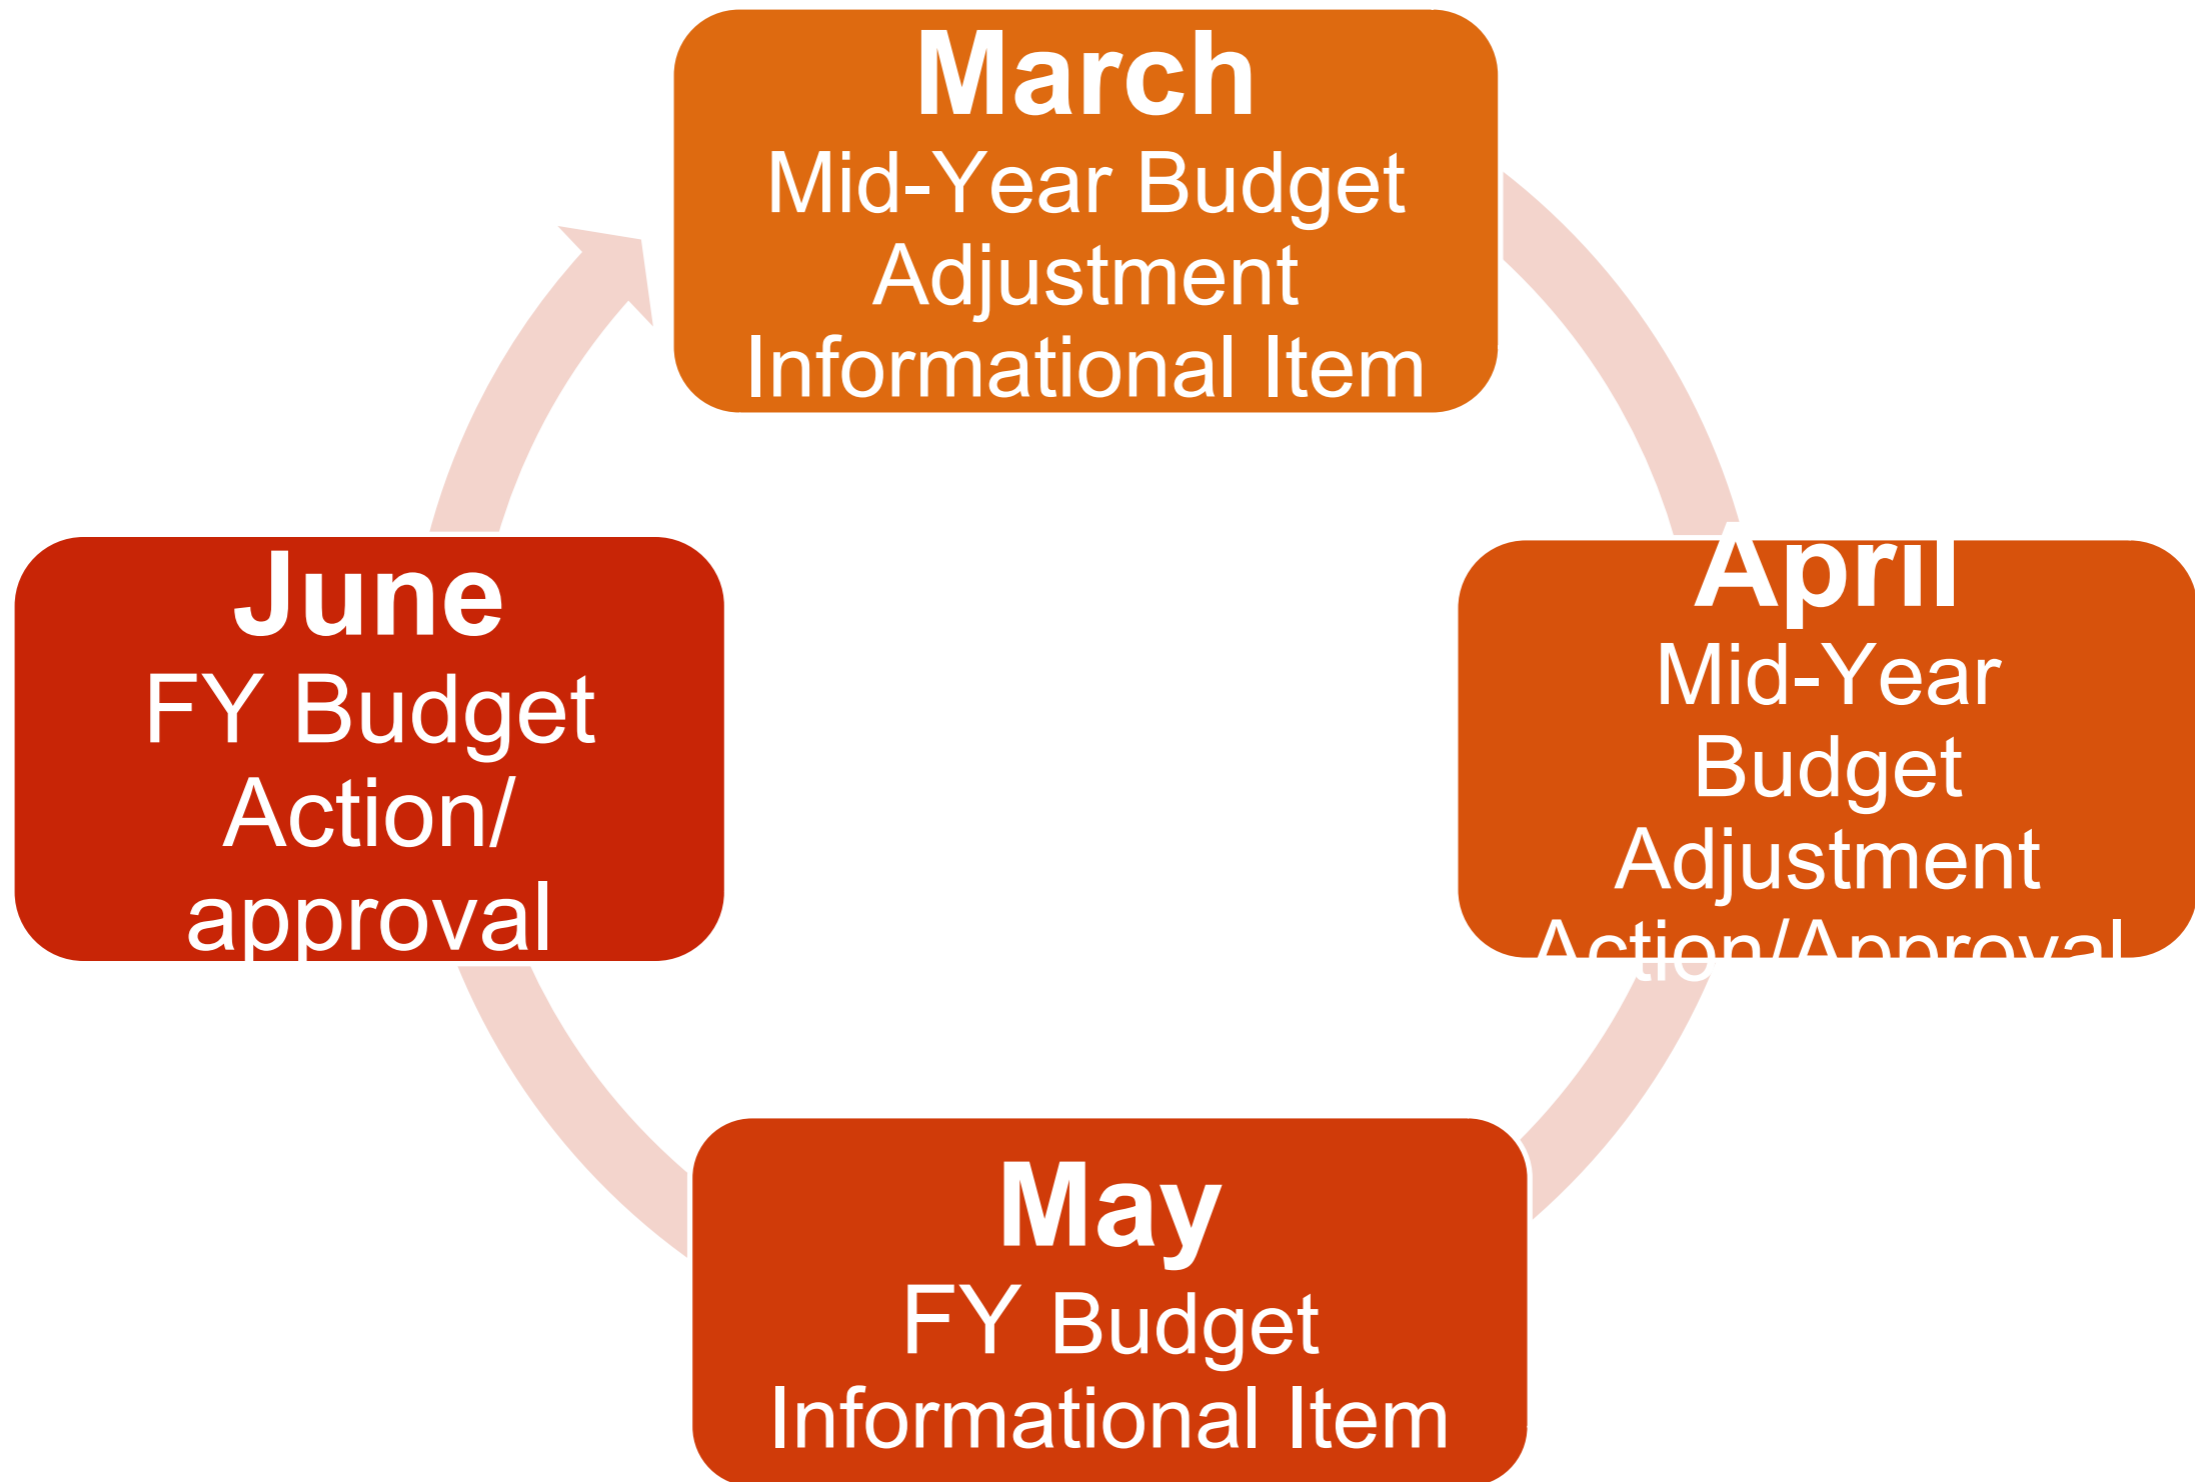 March
Mid-Year Budget
Adjustment
Informational Item
April
Mid-Year
Budget
Adjustment
Action/Approval
May
FY Budget
Informational Item
June
FY Budget
Action/
approval